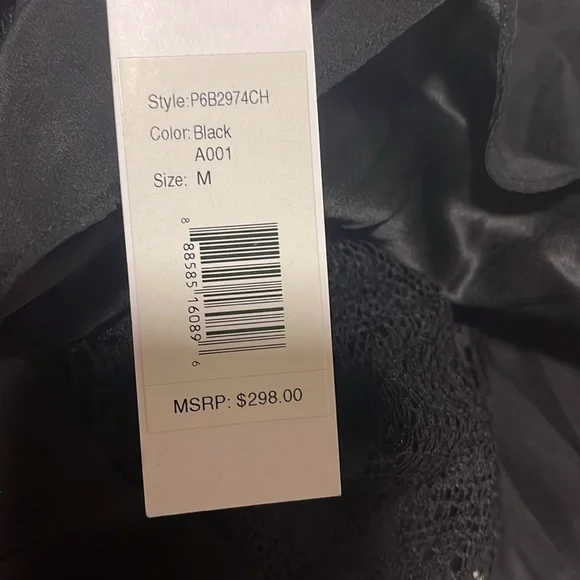 Style:P6B2974CH
Color: Black
A001
Size: M
8 88585 16089 6
MSRP: $298.00